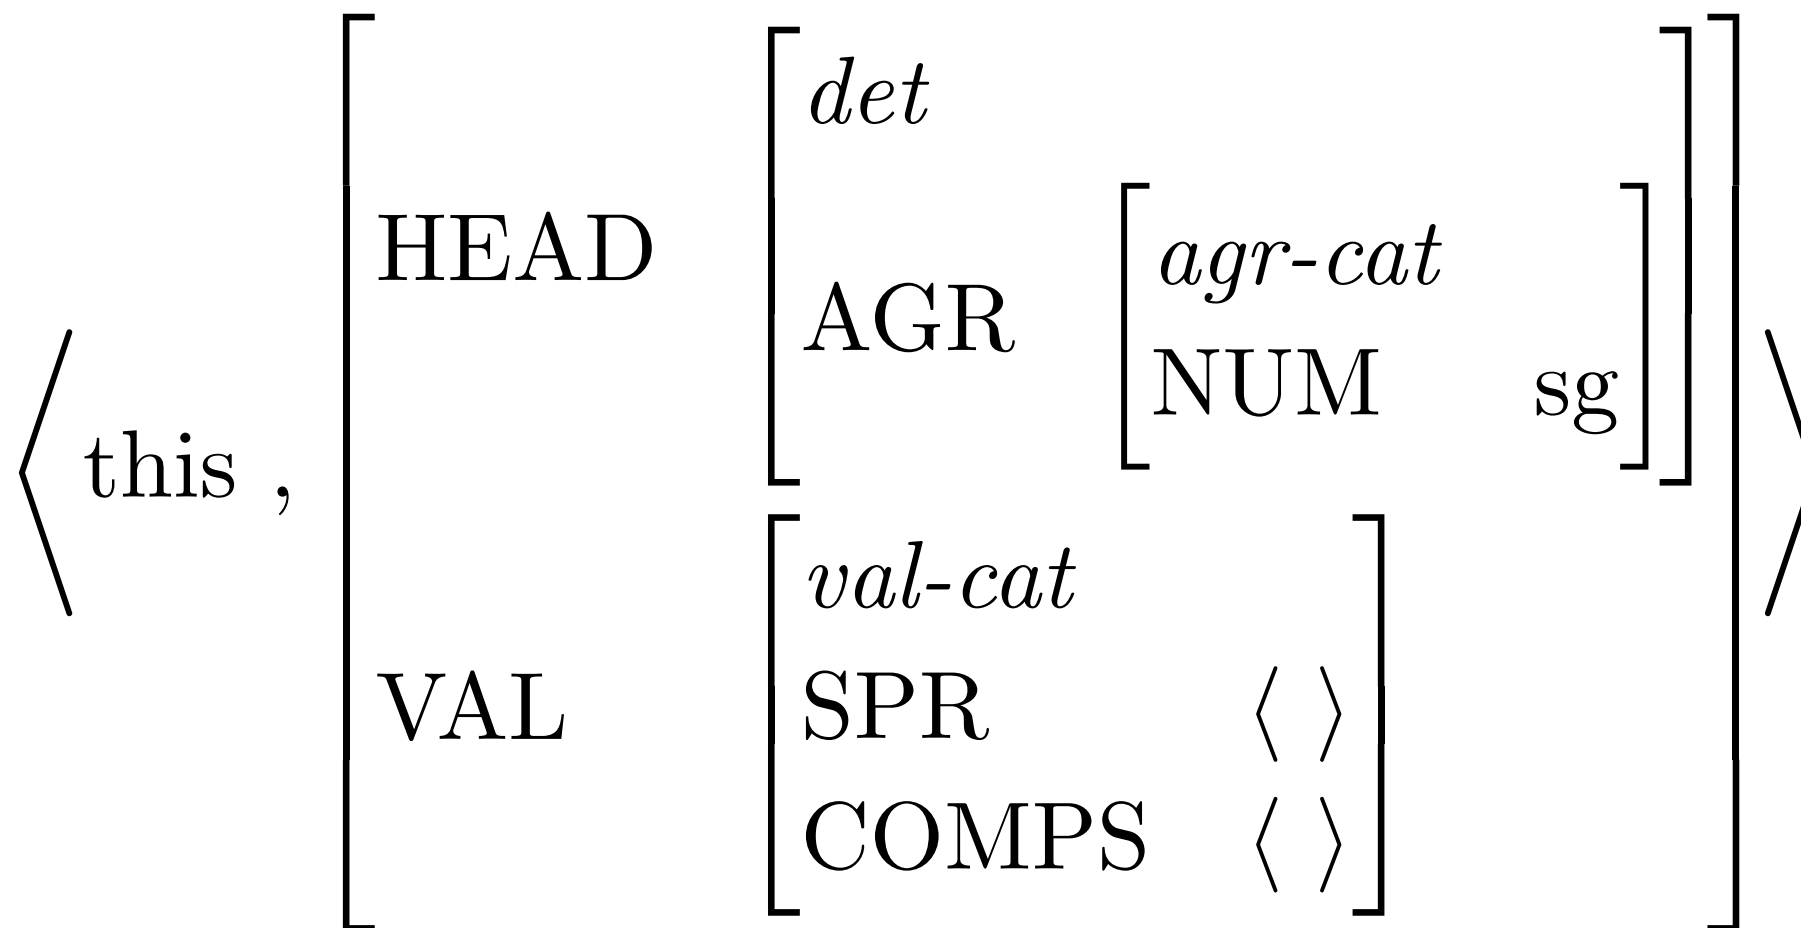 det
HEAD
agr-cat
AGR
NUM sg
⟨ this , ⟩
val-cat
VAL SPR ⟨ ⟩
COMPS ⟨ ⟩